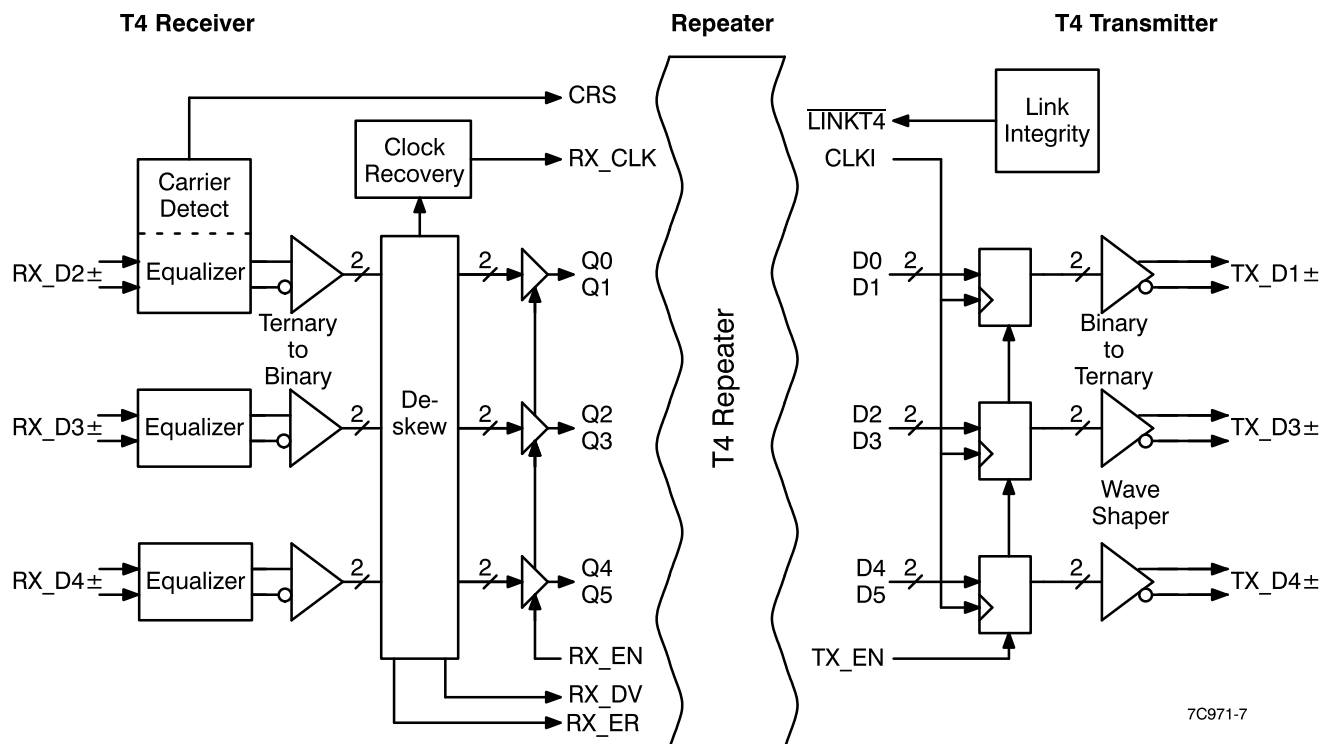 T4 Receiver
Repeater
T4 Transmitter
CRS
Clock
Recovery
RX_CLK
Carrier
Detect
RX_D2±
Equalizer
2
2
Q0
Q1
Ternary
to
Binary
RX_D3±
Equalizer
2
De-
skew
2
Q2
Q3
RX_D4±
Equalizer
2
2
Q4
Q5
RX_EN
RX_DV
RX_ER
T4 Repeater
LINKT4
Link
Integrity
CLKI
D0
D1
2
2
TX_D1±
Binary
to
Ternary
D2
D3
2
2
TX_D3±
Wave
Shaper
D4
D5
2
2
TX_D4±
TX_EN
7C971-7